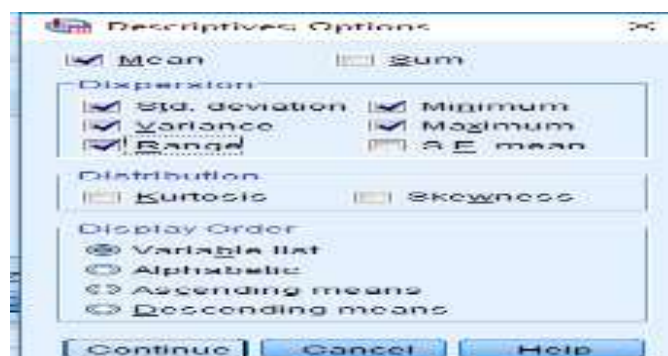 Descriptives: Options
Mean Sum
Dispersion
Std. deviation Minimum
Variance Maximum
Range S.E. mean
Distribution
Kurtosis Skewness
Display Order
Variable list
Alphabetic
Ascending means
Descending means
Continue Cancel Help